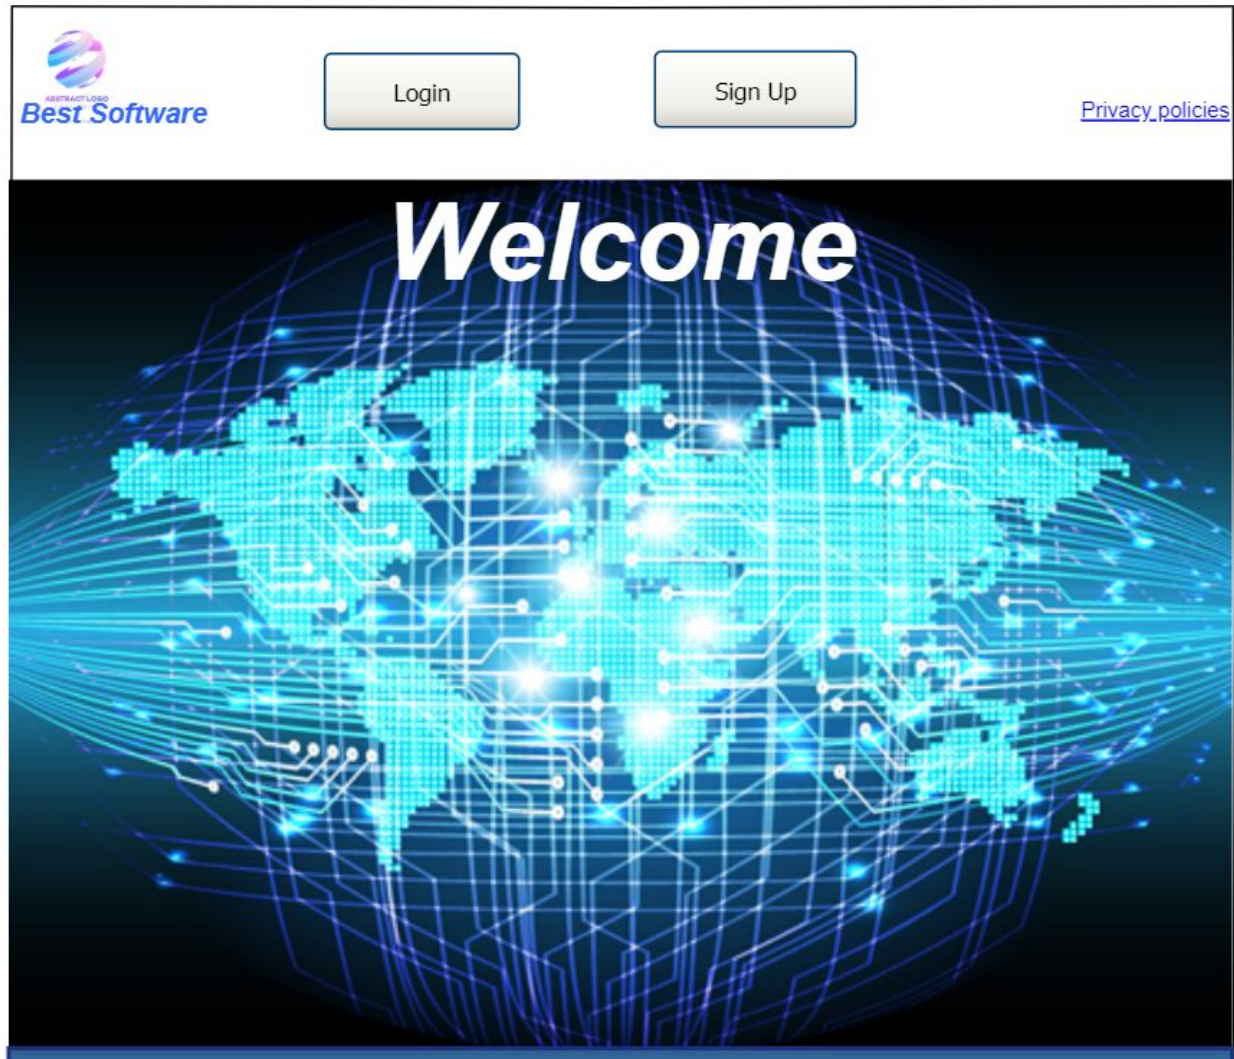 ABSTRACT LOGO
Best Software
Login
Sign Up
Privacy policies
Welcome